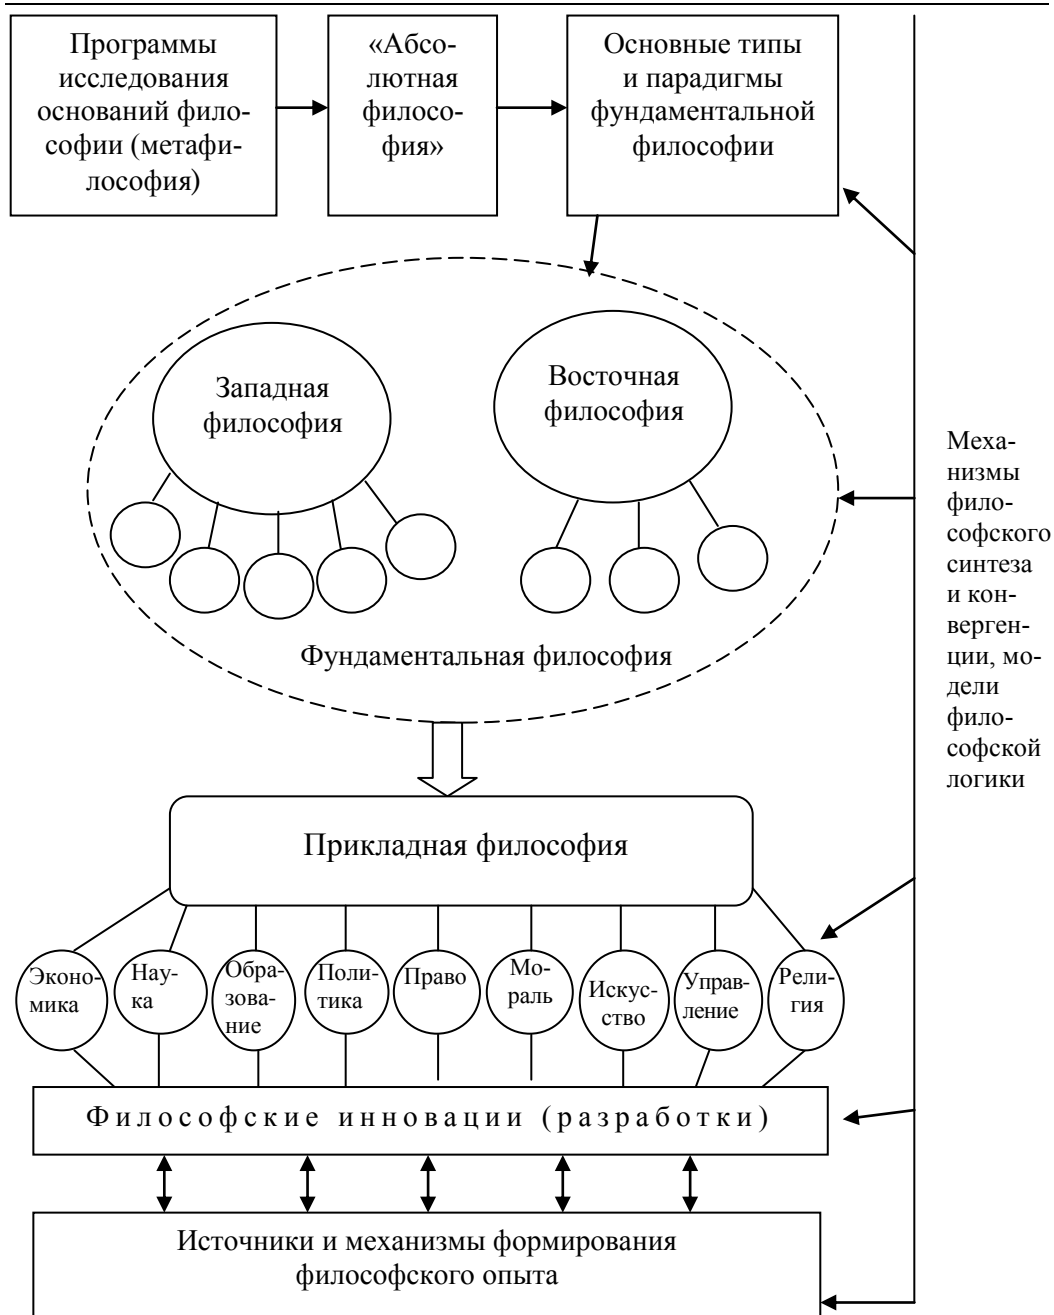 Программы
исследования
оснований фило-
софии (метафи-
лософия)
«Абсо-
лютная
филосо-
фия»
Основные типы
и парадигмы
фундаментальной
философии
Западная
философия
Восточная
философия
Фундаментальная философия
Меха-
низмы
фило-
софского
синтеза
и кон-
верген-
ции, мо-
дели
фило-
софской
логики
Прикладная философия
Эконо-
мика
Нау-
ка
Обра-
зова-
ние
Поли-
тика
Право
Мо-
раль
Искус-
ство
Управ-
ление
Рели-
гия
Философские инновации (разработки)
Источники и механизмы формирования
философского опыта